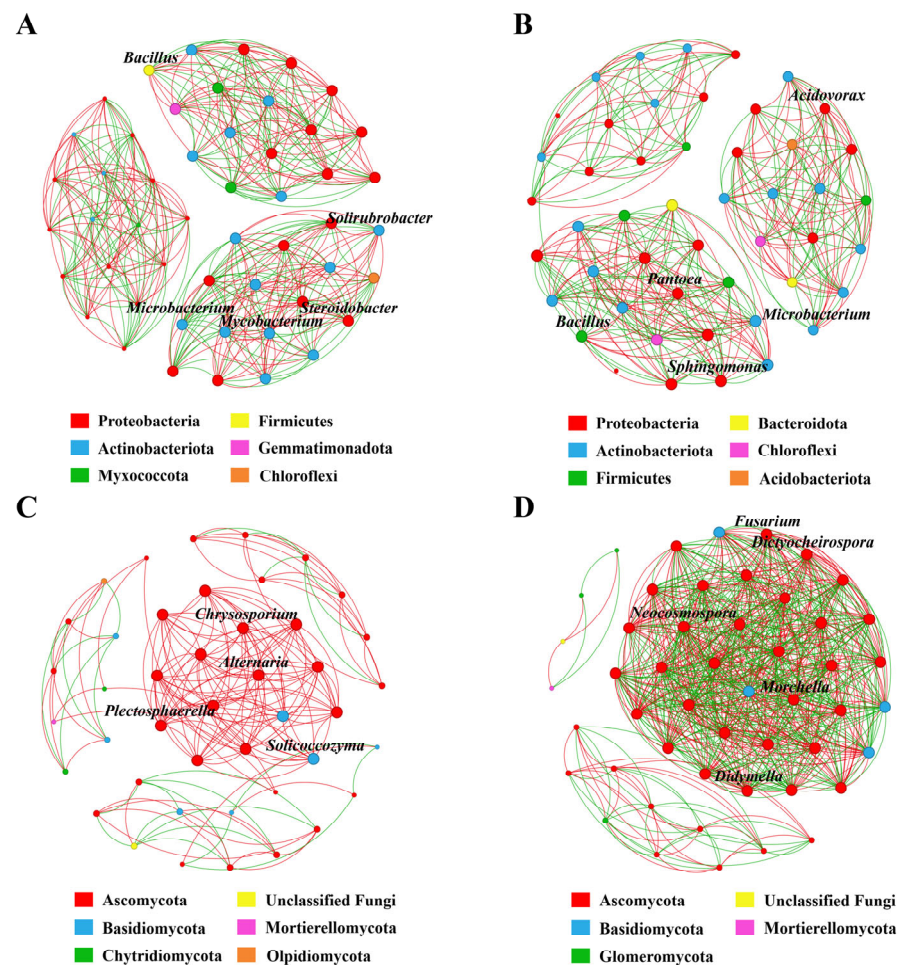 A
B
Bacillus
Solirubrobacter
Microbacterium
Steroidobacter
Mycobacterium
Acidovorax
Pantoca
Bacillus
Microbacterium
Sphingomonas
Proteobacteria
Firmicutes
Actinobacteriota
Gemmatimonadota
Myxococcota
Chloroflexi
Proteobacteria
Bacteroidota
Actinobacteriota
Chloroflexi
Firmicutes
Acidobacteriota
C
D
Chrysosporium
Alternaria
Plectosphaerella
Solicoccozyma
Fusarium
Dictyocheirospora
Neocosmospora
Morchella
Didymella
Ascomycota
Unclassified Fungi
Basidiomycota
Mortierellomycota
Chytridiomycota
Olpidiomycota
Ascomycota
Unclassified Fungi
Basidiomycota
Mortierellomycota
Glomeromycota